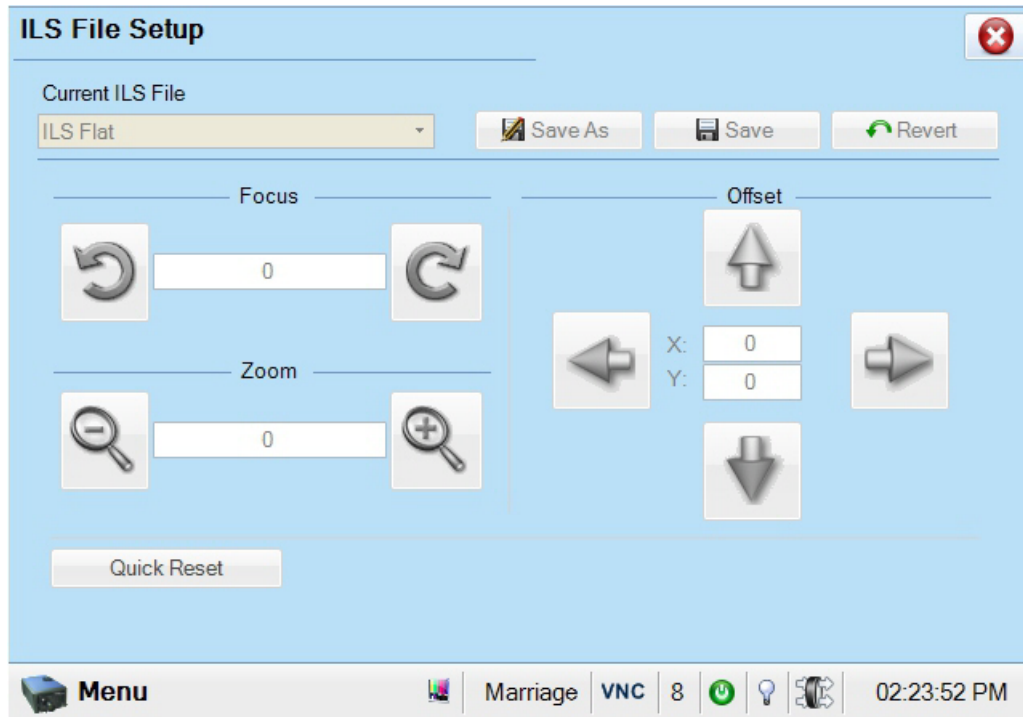 ILS File Setup
Current ILS File
ILS Flat
Save As
Save
Revert
Focus
0
Zoom
0
Offset
X: 0
Y: 0
Quick Reset
Menu
Marriage VNC 8 02:23:52 PM